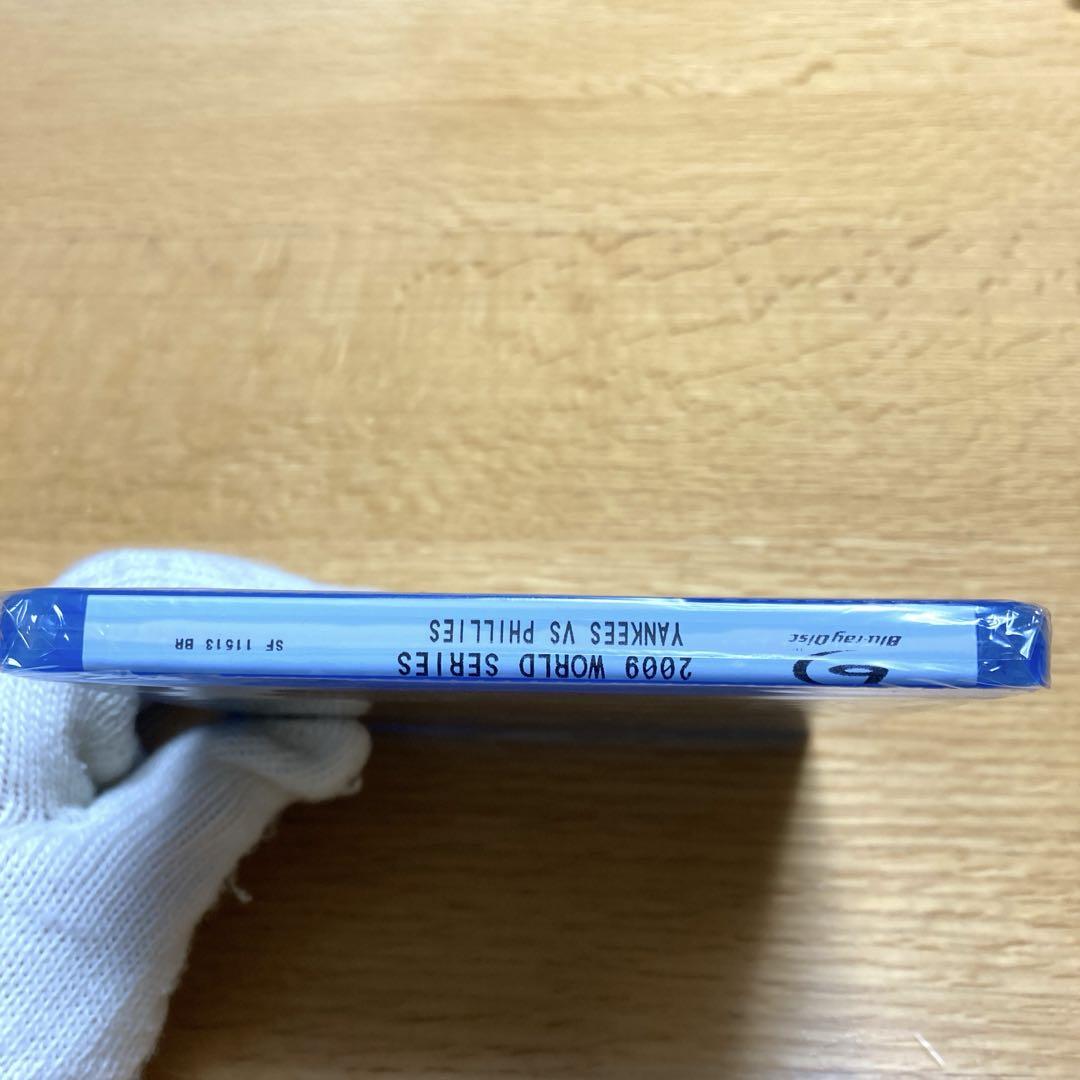 Blu-ray Disc
2009 WORLD SERIES
YANKEES VS PHILLIES
SF 11513 BR